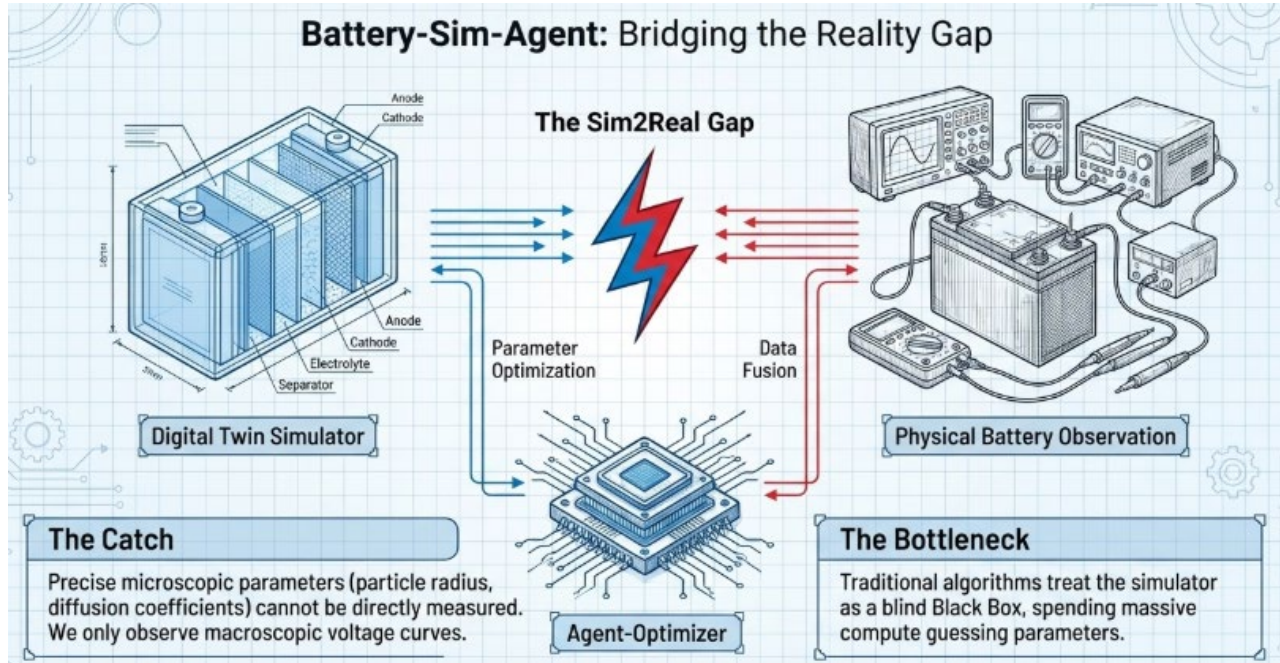 Battery-Sim-Agent: Bridging the Reality Gap
Anode
Cathode
Anode
Cathode
Electrolyte
Separator
Digital Twin Simulator
The Sim2Real Gap
Parameter
Optimization
Data
Fusion
Agent-Optimizer
Physical Battery Observation
The Catch
Precise microscopic parameters (particle radius,
diffusion coefficients) cannot be directly measured.
We only observe macroscopic voltage curves.
The Bottleneck
Traditional algorithms treat the simulator
as a blind Black Box, spending massive
compute guessing parameters.